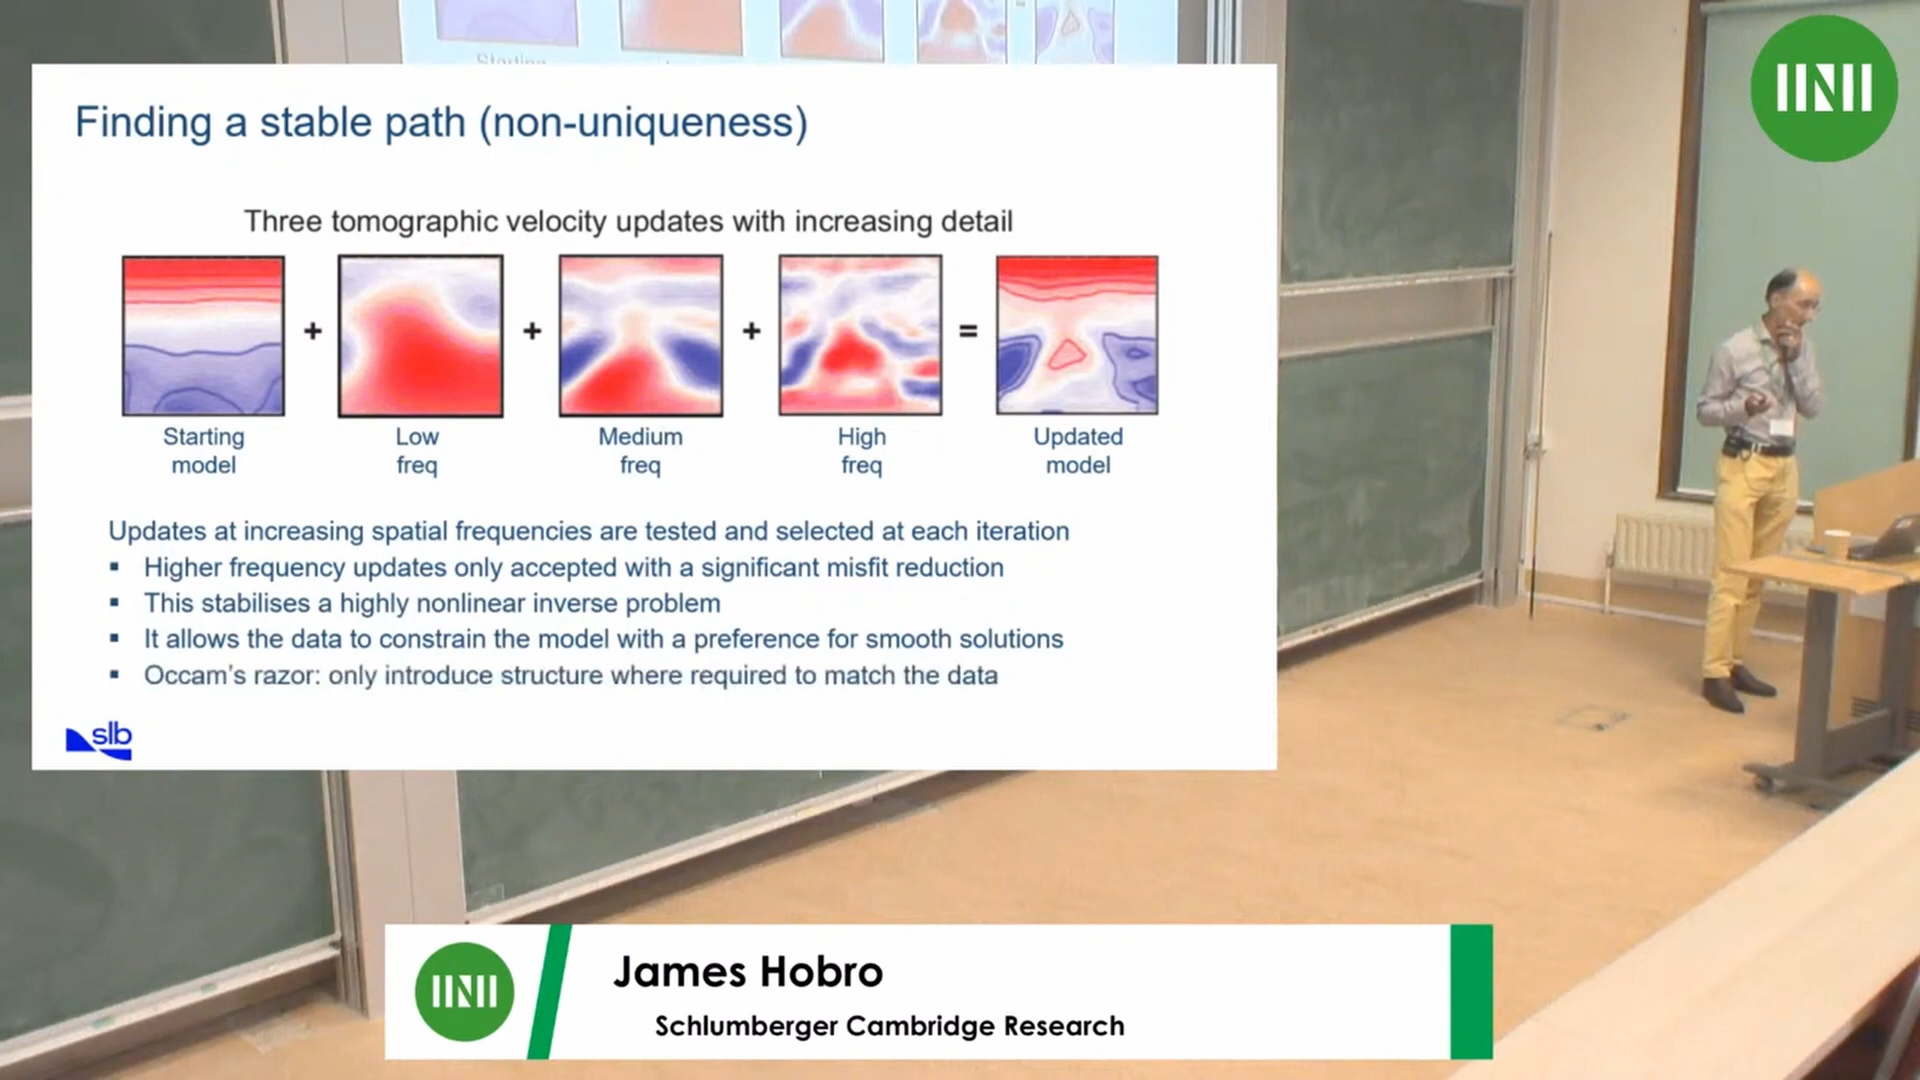 Starting
Finding a stable path (non-uniqueness)
Three tomographic velocity updates with increasing detail
+ + + =
Starting model
Low freq
Medium freq
High freq
Updated model
Updates at increasing spatial frequencies are tested and selected at each iteration
▪ Higher frequency updates only accepted with a significant misfit reduction
▪ This stabilises a highly nonlinear inverse problem
▪ It allows the data to constrain the model with a preference for smooth solutions
▪ Occam's razor: only introduce structure where required to match the data
slb
James Hobro
Schlumberger Cambridge Research